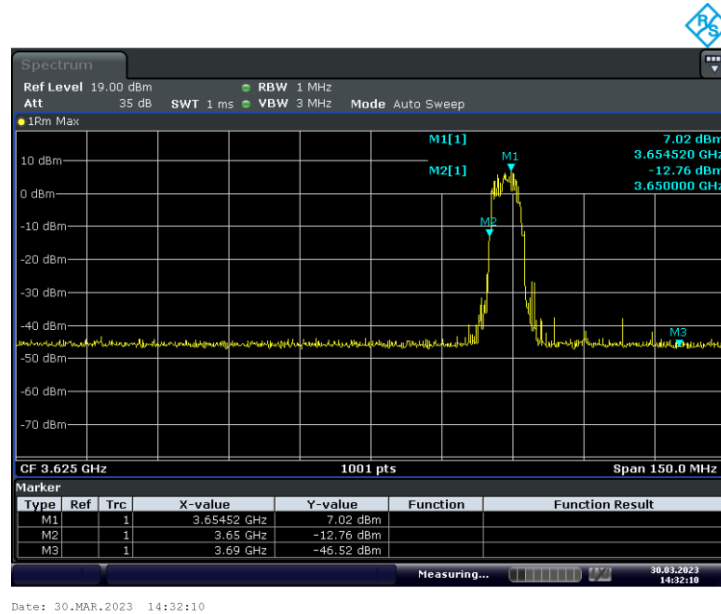 R&S
Spectrum
Ref Level 19.00 dBm RBW 1 MHz
Att 35 dB SWT 1 ms VBW 3 MHz Mode Auto Sweep
1Rm Max
M1[1] 7.02 dBm
3.654520 GHz
M2[1] -12.76 dBm
3.650000 GHz
M1
10 dBm
0 dBm
M2
-10 dBm
-20 dBm
-30 dBm
-40 dBm
M3
-50 dBm
-60 dBm
-70 dBm
CF 3.625 GHz 1001 pts Span 150.0 MHz
Marker
Type Ref Trc X-value Y-value Function Function Result
M1 1 3.65452 GHz 7.02 dBm
M2 1 3.65 GHz -12.76 dBm
M3 1 3.69 GHz -46.52 dBm
Measuring... 30.03.2023
14:32:10
Date: 30.MAR.2023 14:32:10